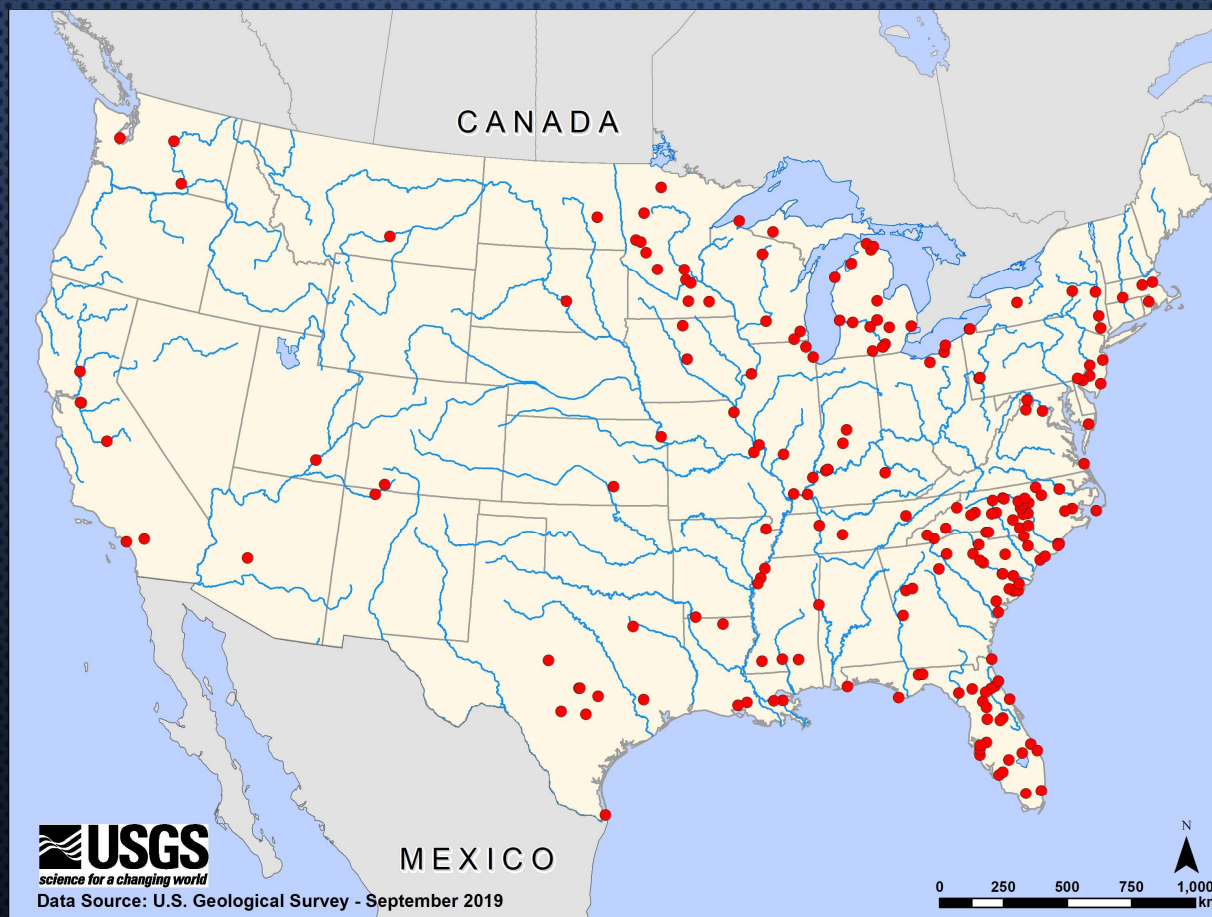 CANADA
MEXICO
USGS
science for a changing world
Data Source: U.S. Geological Survey - September 2019
N
0 250 500 750 1,000
km